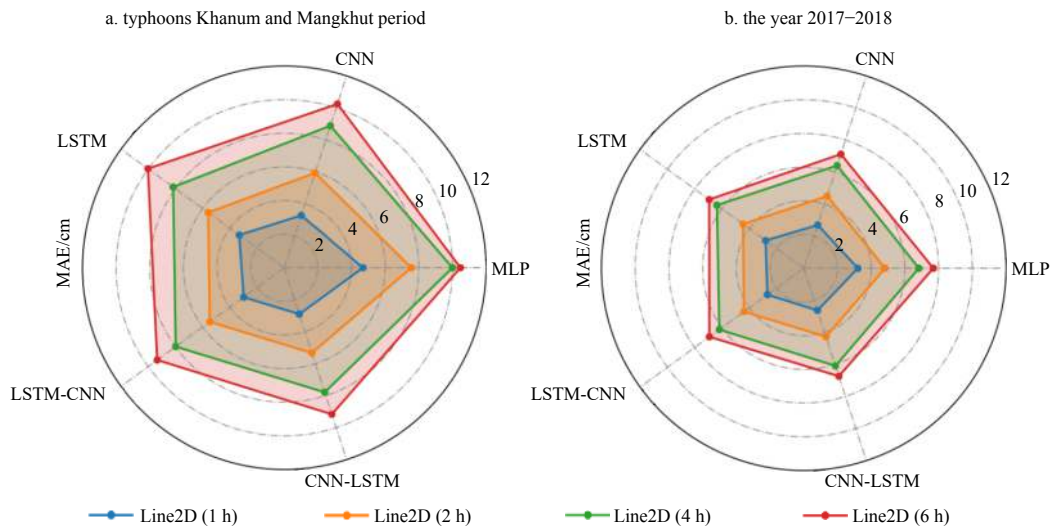 a. typhoons Khanum and Mangkhut period
b. the year 2017−2018
CNN
LSTM
MAE/cm
2
4
6
8
10
12
MLP
LSTM-CNN
CNN-LSTM
CNN
LSTM
MAE/cm
2
4
6
8
10
12
MLP
LSTM-CNN
CNN-LSTM
Line2D (1 h)
Line2D (2 h)
Line2D (4 h)
Line2D (6 h)